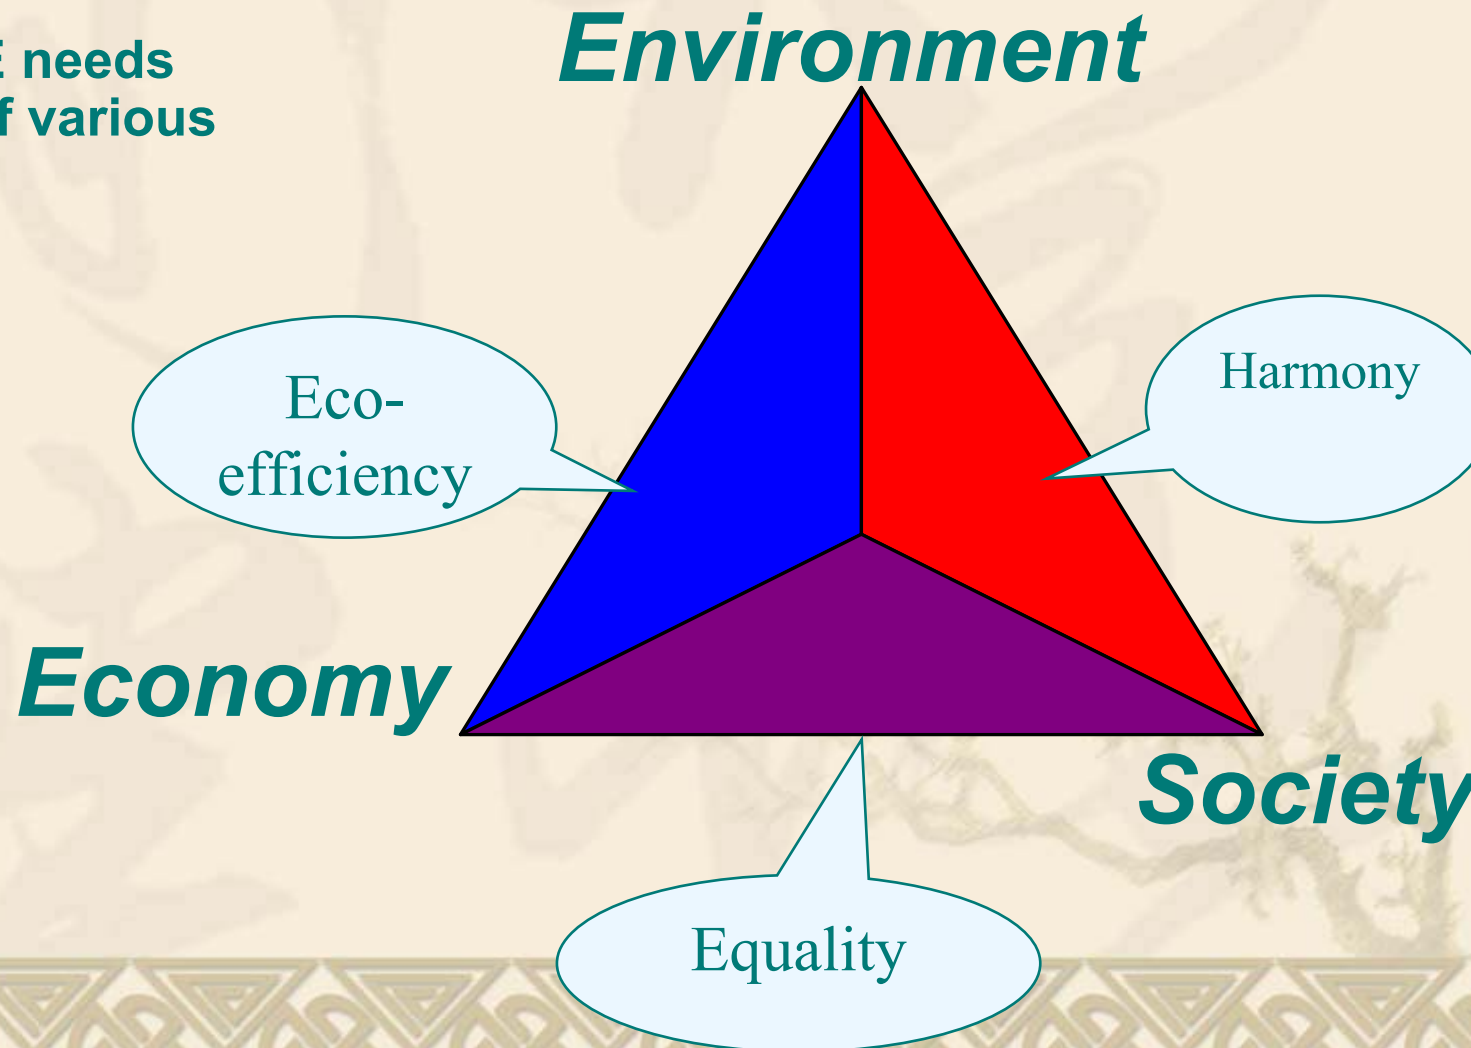 needs
various
Environment
Eco-
efficiency
Harmony
Economy
Society
Equality